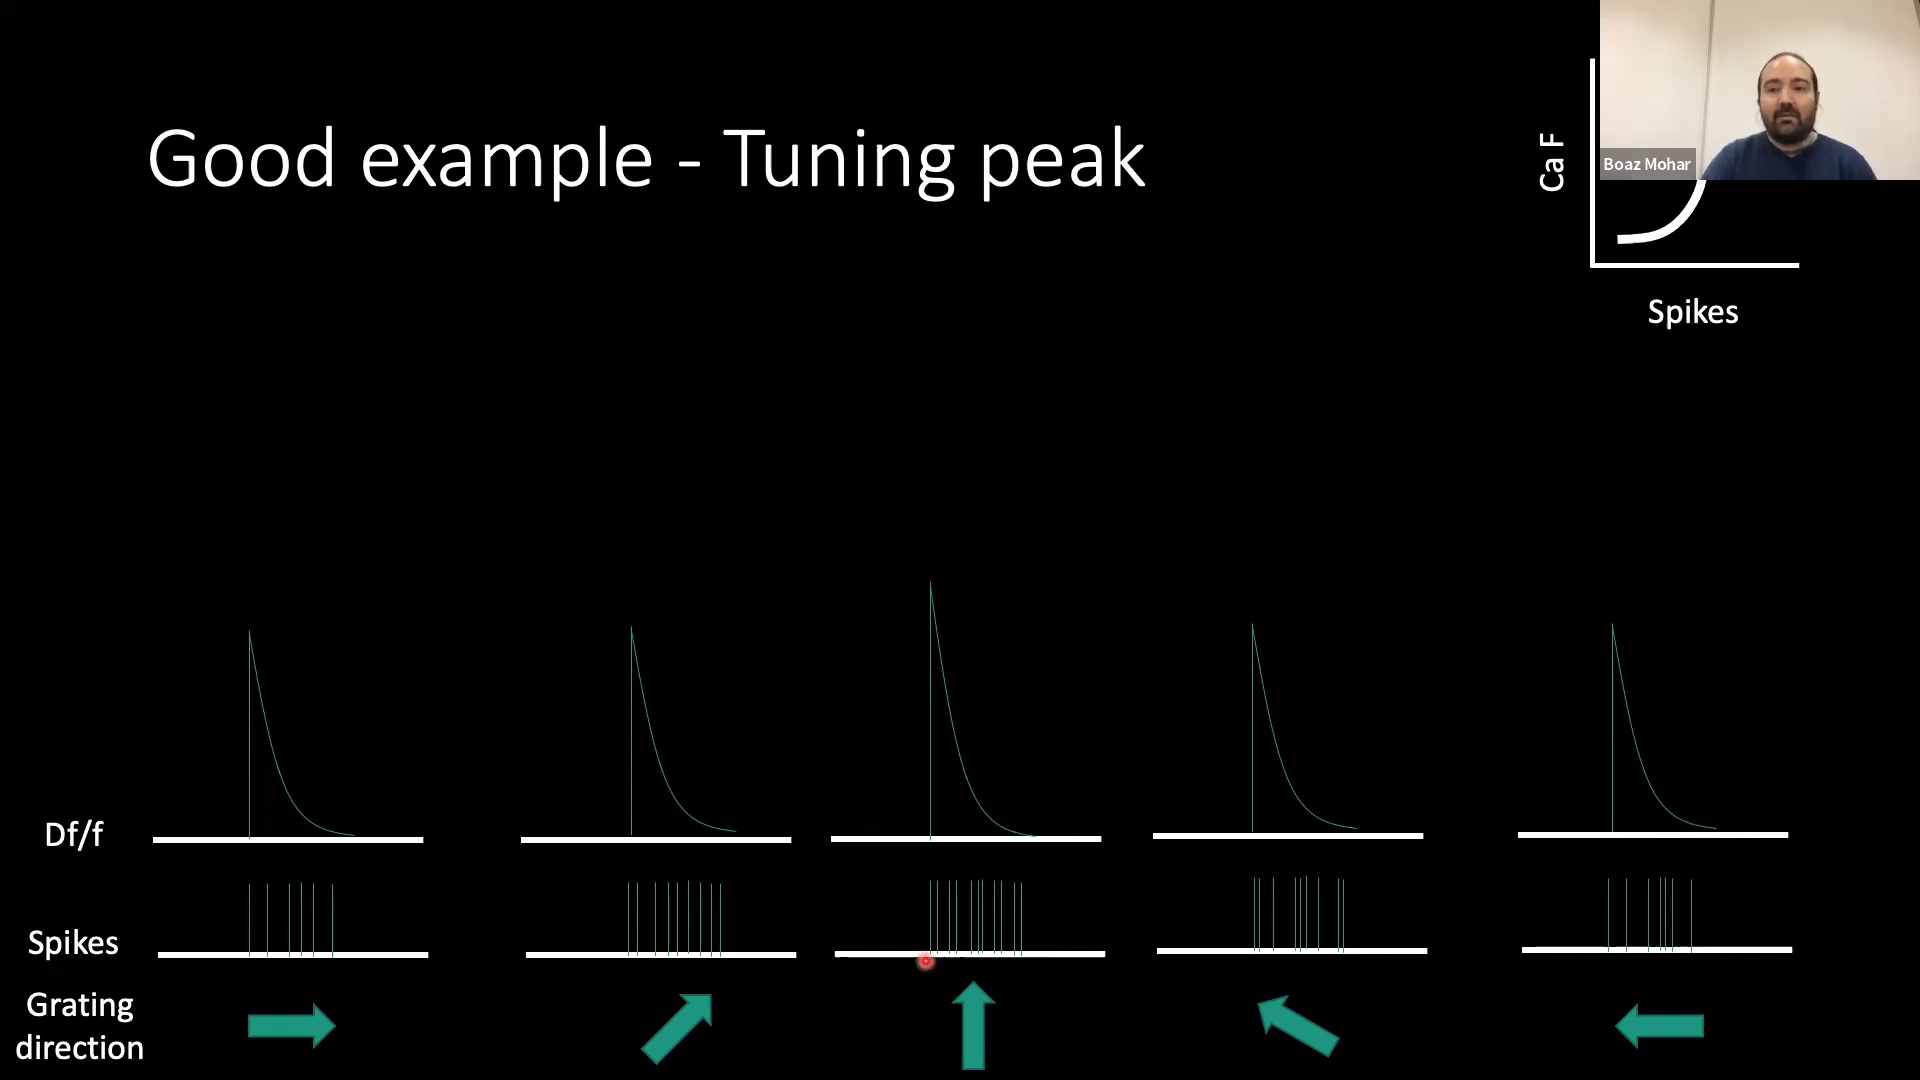 Good example - Tuning peak
Ca F
Boaz Mohar
Spikes
Df/f
Spikes
Grating
direction